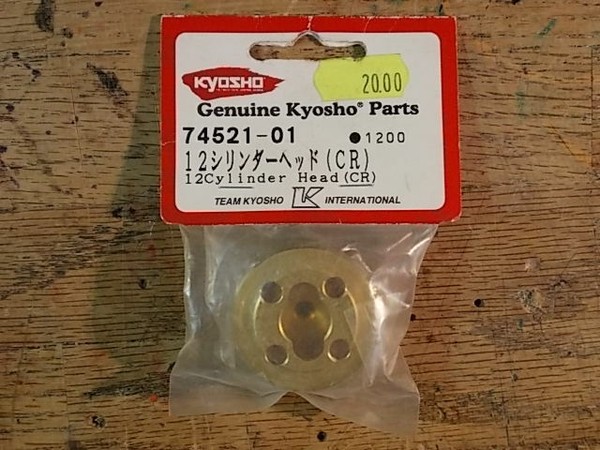 KYOSHO
20.00
Genuine Kyosho® Parts
74521-01 ●1200
12シリンダーヘッド(CR)
12Cylinder Head(CR)
TEAM KYOSHO K INTERNATIONAL